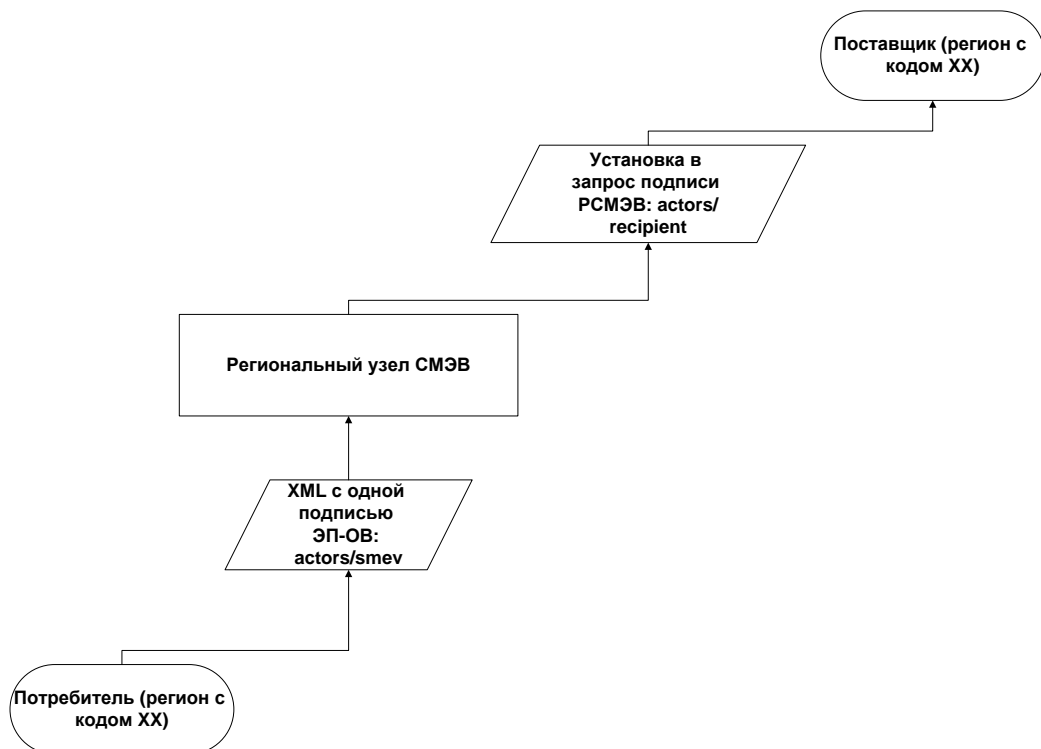 Поставщик (регион с
кодом XX)
Установка в
запрос подписи
РСМЭВ: actors/
recipient
Региональный узел СМЭВ
XML с одной
подписью
ЭП-ОВ:
actors/smev
Потребитель (регион с
кодом XX)